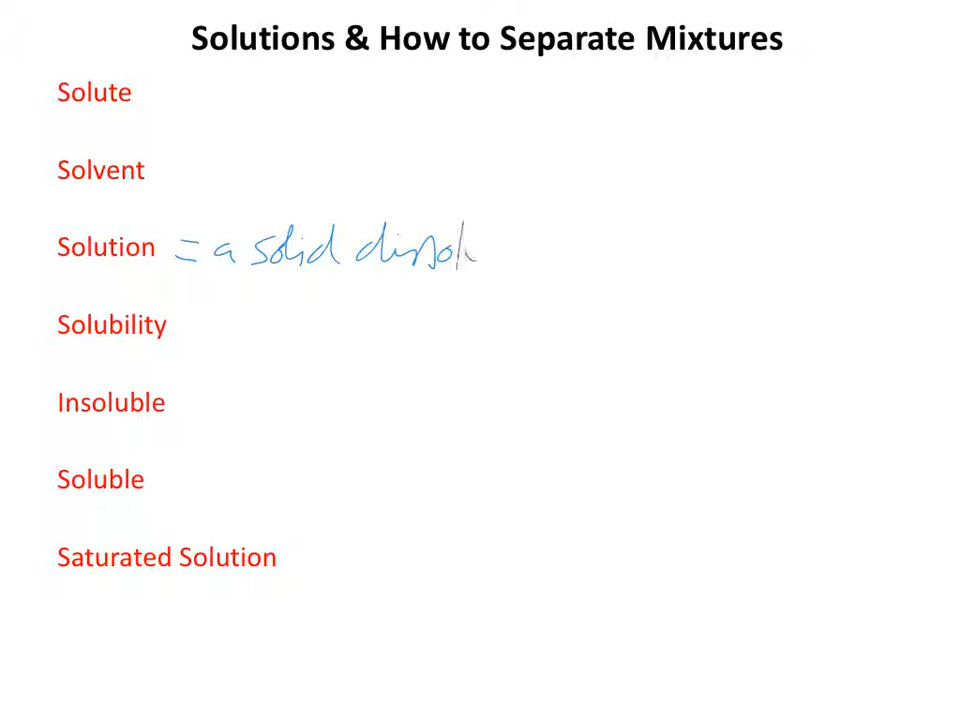 Solutions & How to Separate Mixtures
Solute
Solvent
Solution = a solid
Solubility
Insoluble
Soluble
Saturated Solution